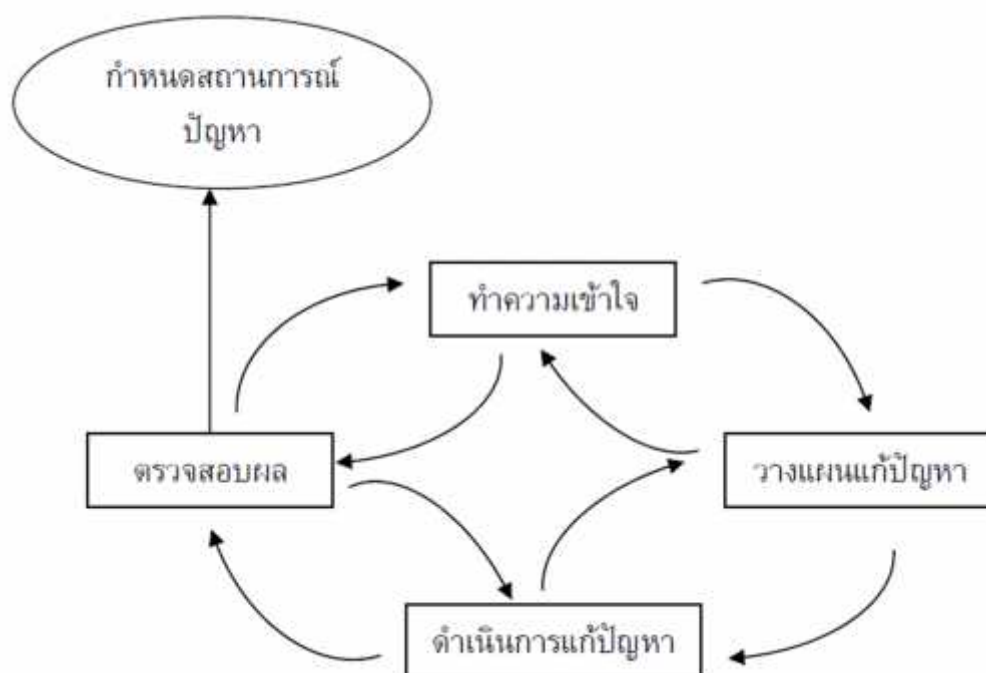 กำหนดสถานการณ์
ปัญหา
ทำความเข้าใจ
ตรวจสอบผล
วางแผนแก้ปัญหา
ดำเนินการแก้ปัญหา